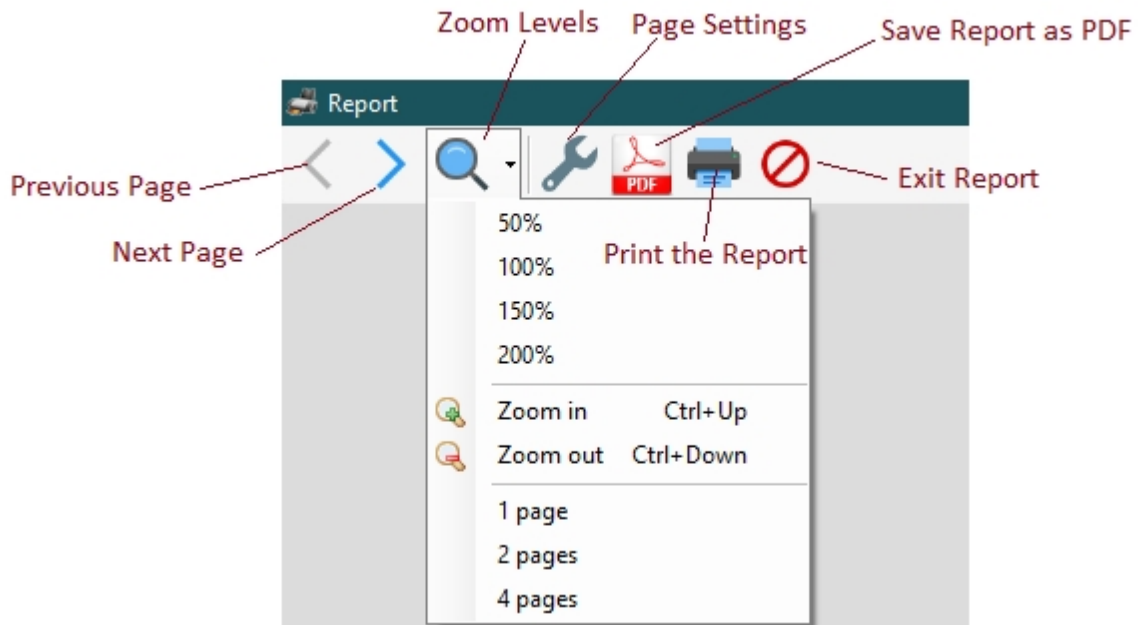 Zoom Levels
Page Settings
Save Report as PDF
Report
PDF
Previous Page
Exit Report
Next Page
Print the Report
50%
100%
150%
200%
Zoom in Ctrl+Up
Zoom out Ctrl+Down
1 page
2 pages
4 pages